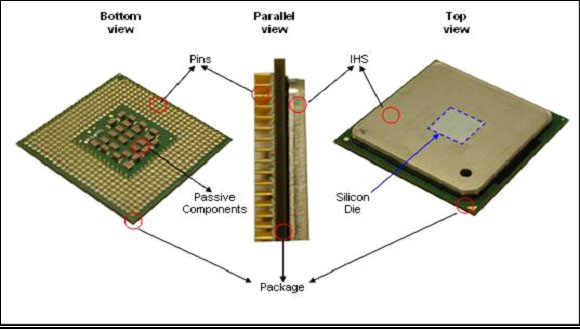 Bottom
view
Parallel
view
Top
view
Pins
IHS
Passive
Components
Silicon
Die
Package